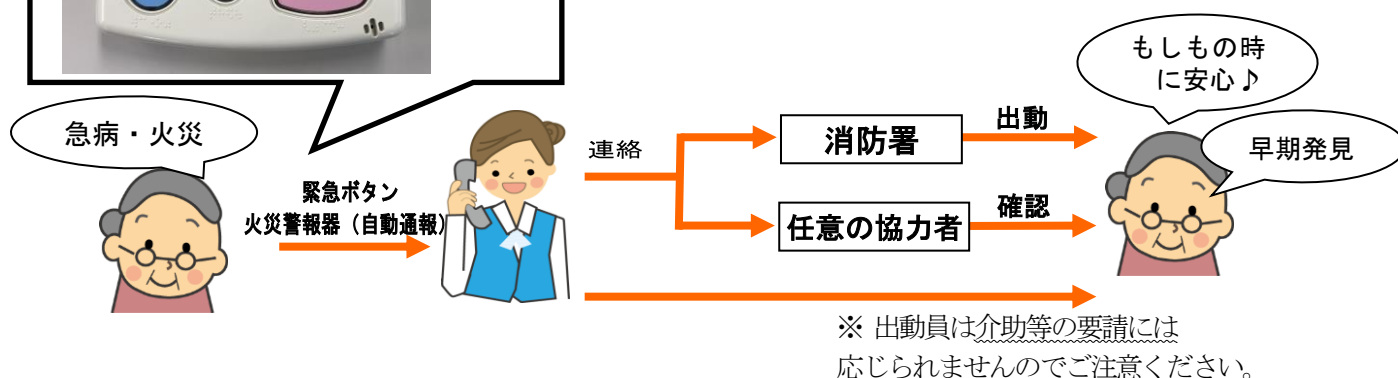 急病・火災
緊急ボタン
火災警報器（自動通報）
連絡
消防署
出動
任意の協力者
確認
もしもの時
に安心♪
早期発見
※ 出動員は介助等の要請には
応じられませんのでご注意ください。